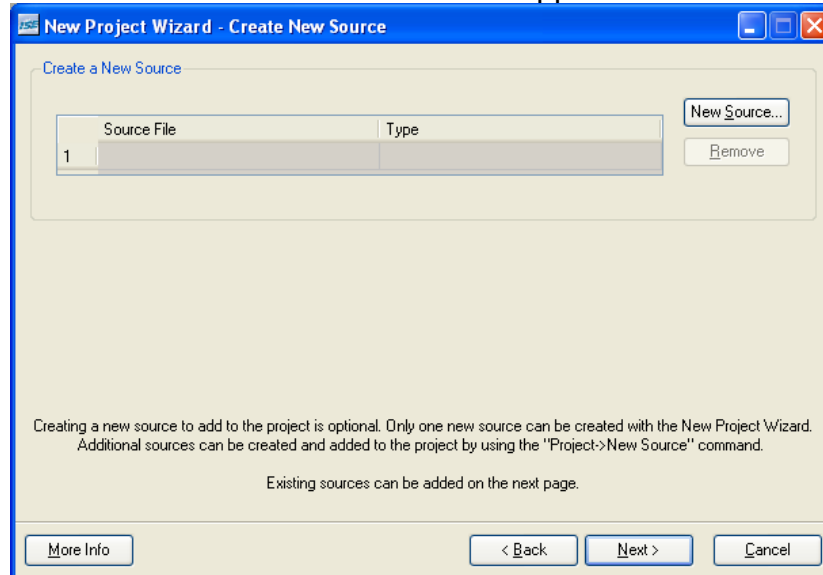 ISE New Project Wizard - Create New Source
Create a New Source
Source File Type
1
New Source...
Remove
Creating a new source to add to the project is optional. Only one new source can be created with the New Project Wizard.
Additional sources can be created and added to the project by using the "Project->New Source" command.
Existing sources can be added on the next page.
More Info < Back Next > Cancel